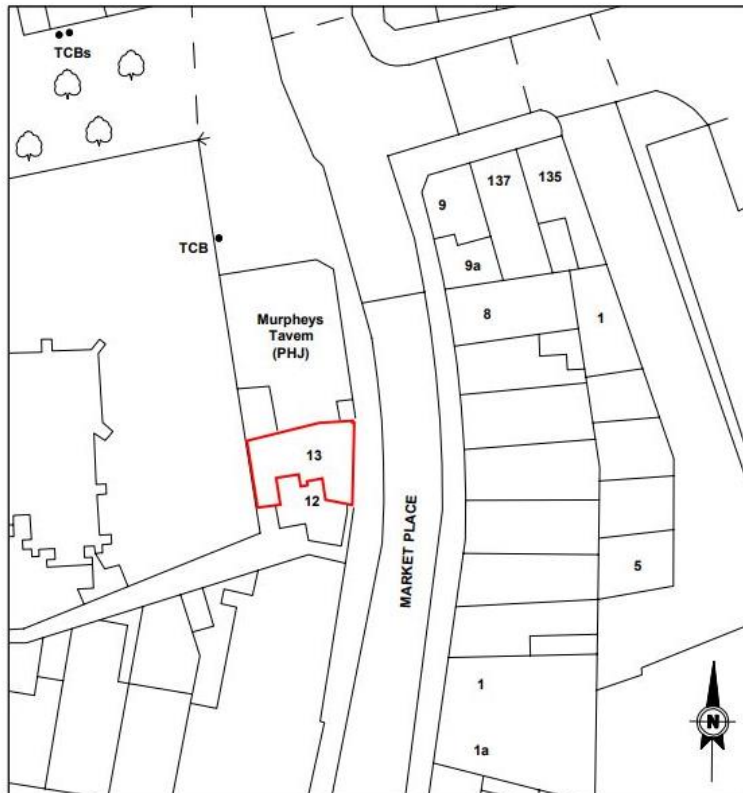 TCBs
137
135
9
TCB
9a
Murpheys
Tavem
(PHJ)
8
1
13
12
MARKET PLACE
5
1
1a
N